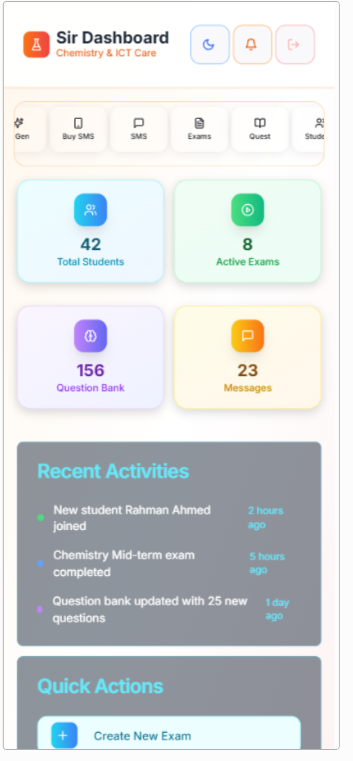 Sir Dashboard
Chemistry & ICT Care
Gen
Buy SMS
SMS
Exams
Quest
Stude
42
Total Students
8
Active Exams
156
Question Bank
23
Messages
Recent Activities
New student Rahman Ahmed
joined
2 hours
ago
Chemistry Mid-term exam
completed
5 hours
ago
Question bank updated with 25 new
questions
1 day
ago
Quick Actions
Create New Exam